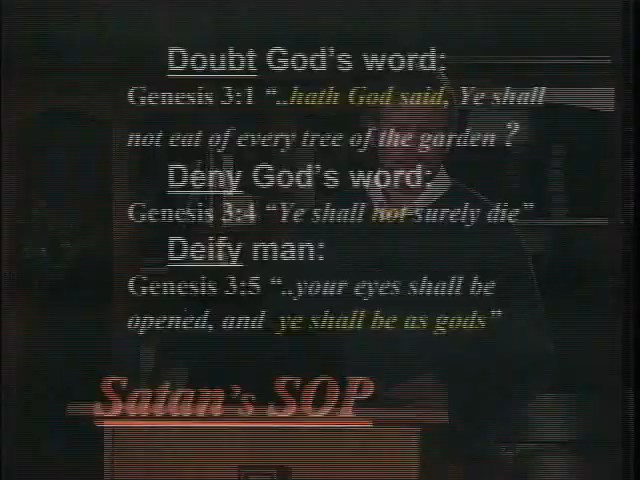 Doubt God's word:
Genesis 3:1 “..hath God said, Ye shall
not eat of every tree of the garden ?
Deny God's word:
Genesis 3:4 “Ye shall not surely die”
Deify man:
Genesis 3:5 “..your eyes shall be
opened, and ye shall be as gods”
Satan's SOP